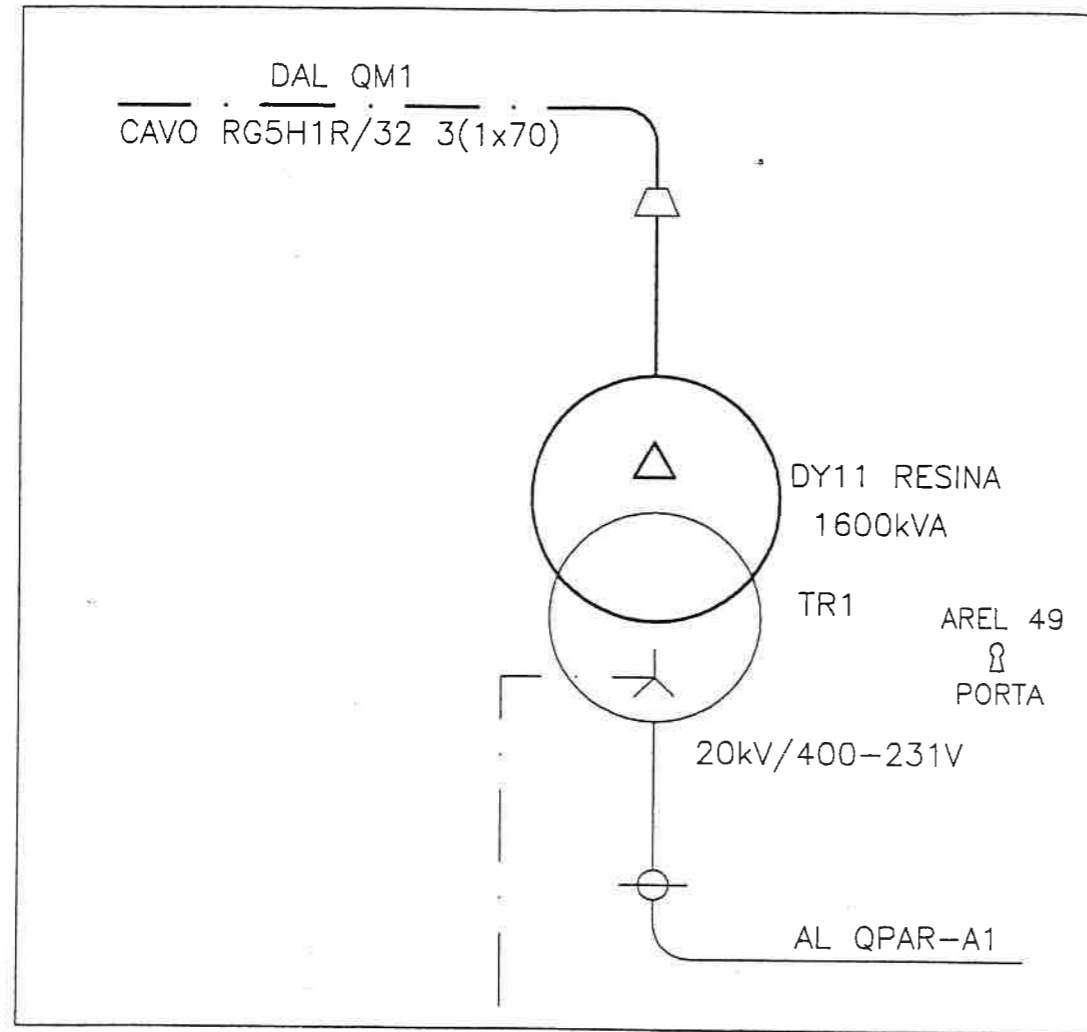 DAL QM1
CAVO RG5H1R/32 3(1x70)
DY11 RESINA
1600kVA
TR1
AREL 49
PORTA
20kV/400-231V
AL QPAR-A1